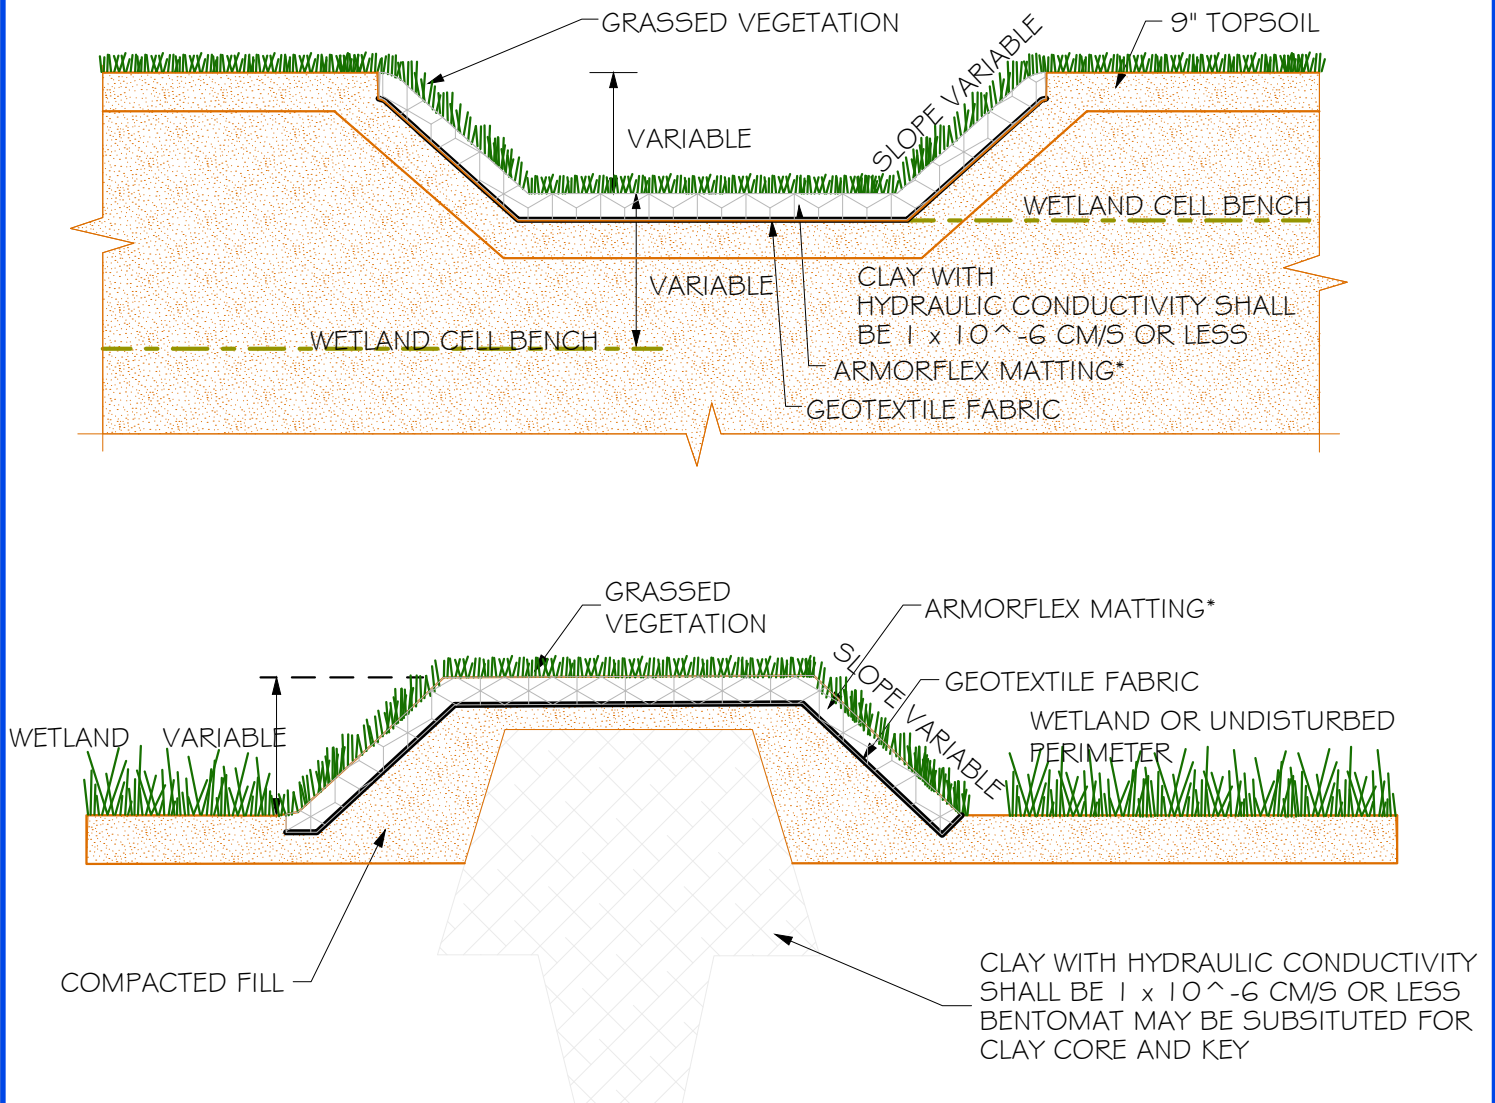 GRASSED VEGETATION
9" TOPSOIL
SLOPE VARIABLE
VARIABLE
WETLAND CELL BENCH
VARIABLE
CLAY WITH
HYDRAULIC CONDUCTIVITY SHALL
BE 1 x 10^-6 CM/S OR LESS
WETLAND CELL BENCH
ARMORFLEX MATTING*
GEOTEXTILE FABRIC
GRASSED
VEGETATION
ARMORFLEX MATTING*
SLOPE VARIABLE
GEOTEXTILE FABRIC
WETLAND OR UNDISTURBED
PERIMETER
WETLAND
VARIABLE
COMPACTED FILL
CLAY WITH HYDRAULIC CONDUCTIVITY
SHALL BE 1 x 10^-6 CM/S OR LESS
BENTOMAT MAY BE SUBSITUTED FOR
CLAY CORE AND KEY